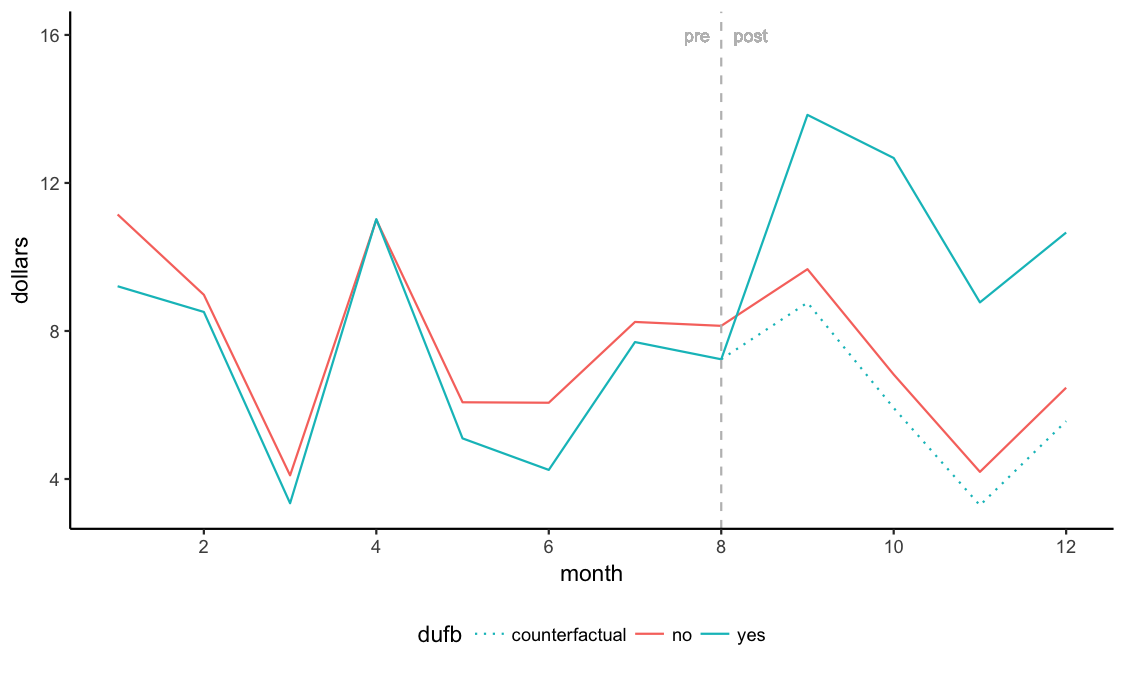 16
pre
post
12
dollars
8
4
2
4
6
8
10
12
month
dufb counterfactual no yes